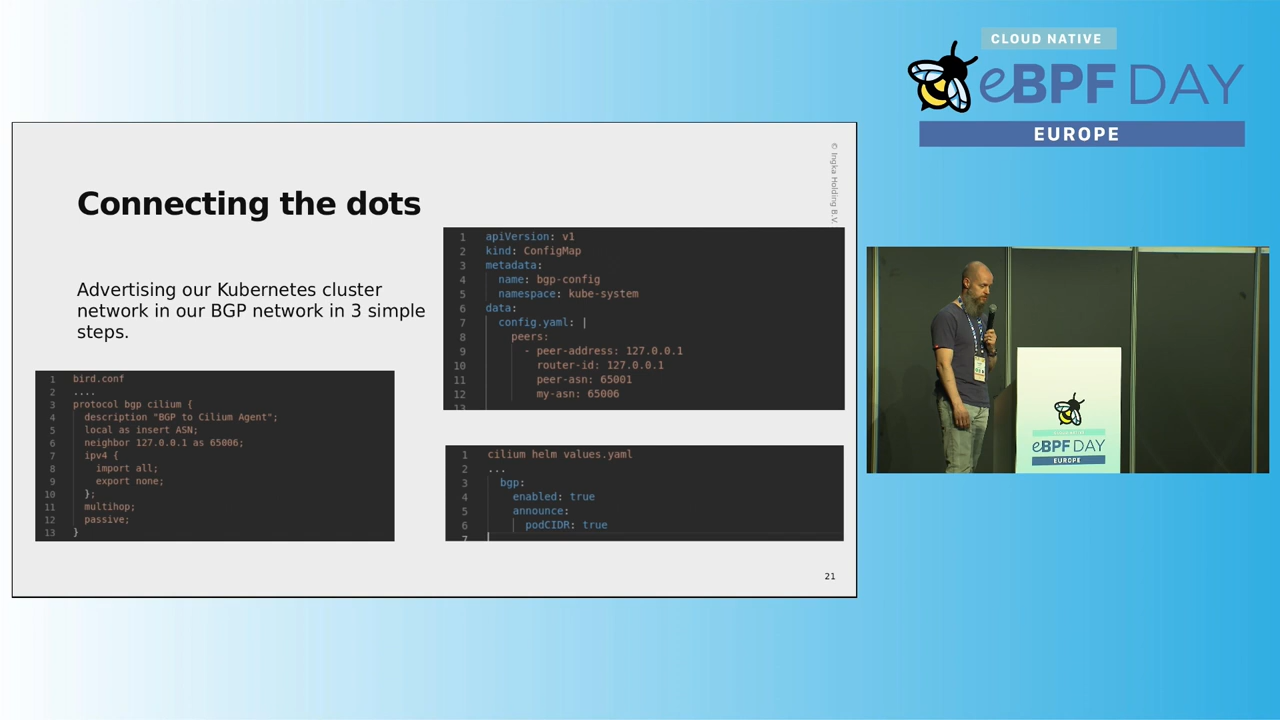 CLOUD NATIVE
eBPF DAY
EUROPE
© Ingka Holding B.V.
Connecting the dots
Advertising our Kubernetes cluster
network in our BGP network in 3 simple
steps.
1 apiVersion: v1
2 kind: ConfigMap
3 metadata:
4 name: bgp-config
5 namespace: kube-system
6 data:
7 config.yaml: |
8 peers:
9 - peer-address: 127.0.0.1
10 router-id: 127.0.0.1
11 peer-asn: 65001
12 my-asn: 65006
13
1 bird.conf
2 ....
3 protocol bgp cilium {
4 description "BGP to Cilium Agent";
5 local as insert ASN;
6 neighbor 127.0.0.1 as 65006;
7 ipv4 {
8 import all;
9 export none;
10 };
11 multihop;
12 passive;
13 }
1 cilium helm values.yaml
2 ...
3 bgp:
4 enabled: true
5 announce:
6 podCIDR: true
7
21
eBPF DAY
EUROPE